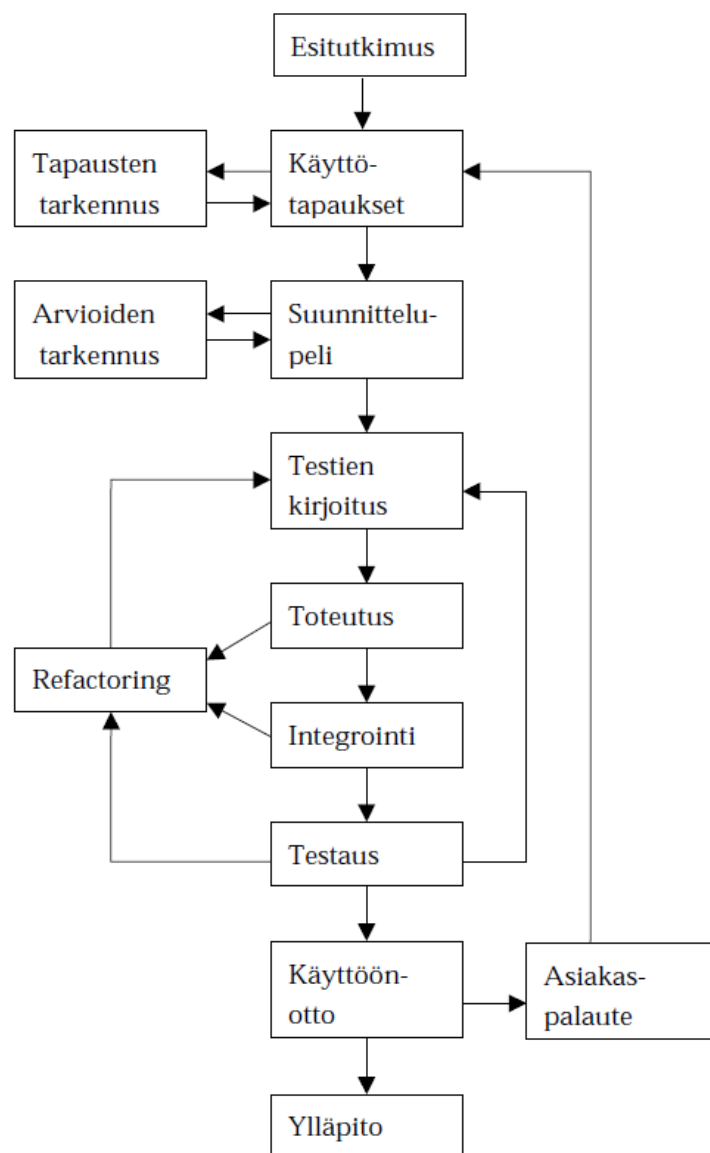 Esitutkimus
Tapausten
tarkennus
Käyttö-
tapaukset
Arvioiden
tarkennus
Suunnittelu-
peli
Testien
kirjoitus
Toteutus
Refactoring
Integrointi
Testaus
Käyttöön-
otto
Asiakas-
palaute
Ylläpito